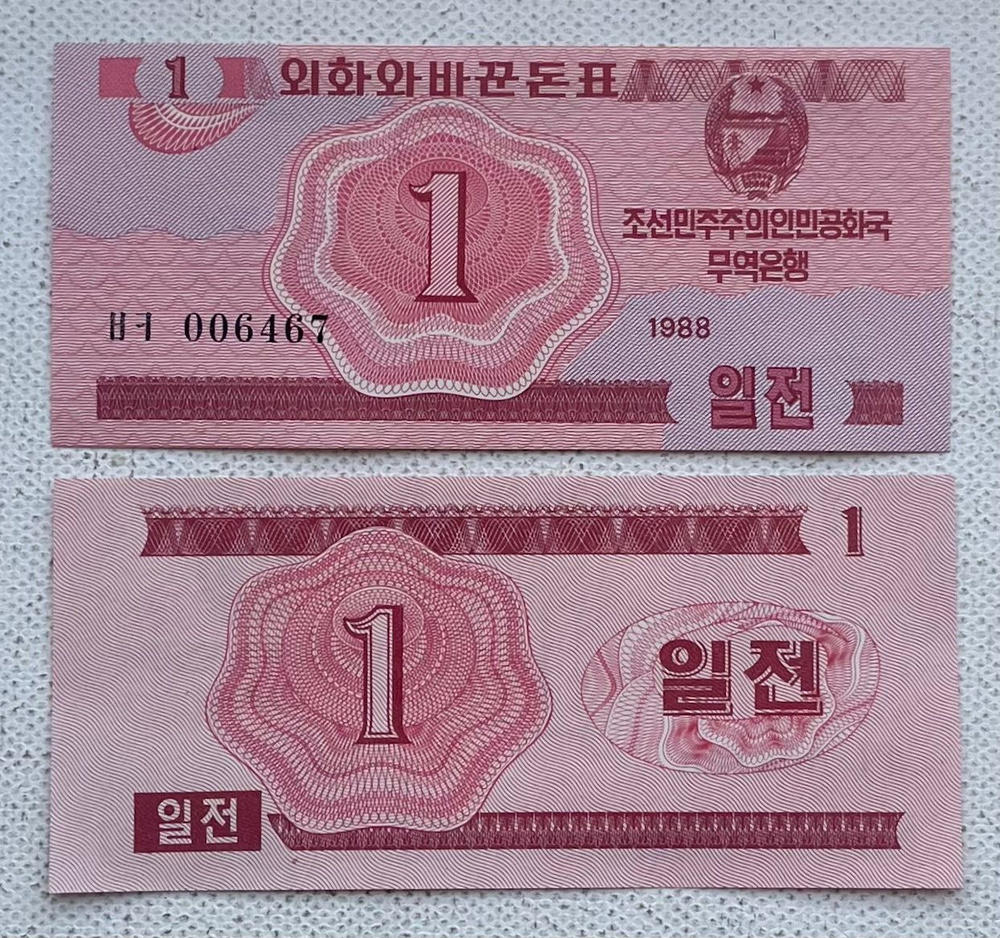 1 외화와바꾼돈표
1
조선민주주의인민공화국
무역은행
ㅂㅓ 006467
1988
일전
1
1
일전
일전